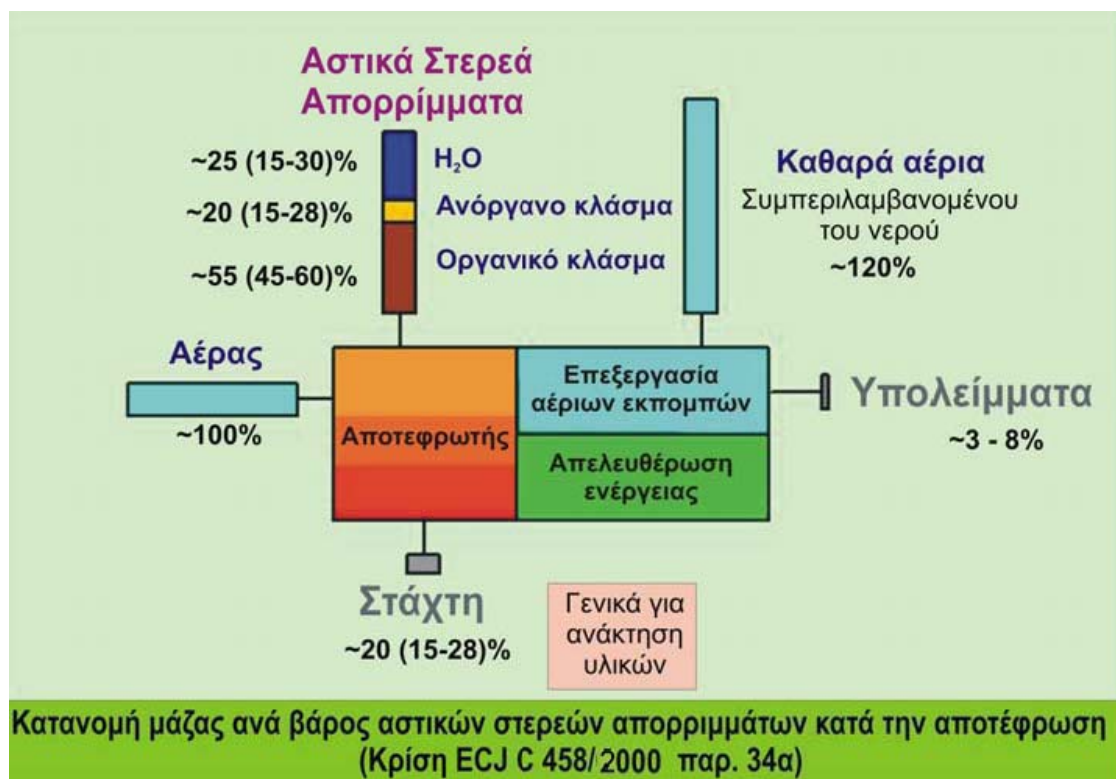 Αστικά Στερεά
Απορρίμματα
~25 (15-30)%
H₂O
~20 (15-28)%
Ανόργανο κλάσμα
~55 (45-60)%
Οργανικό κλάσμα
Καθαρά αέρια
Συμπεριλαμβανομένου
του νερού
~120%
Αέρας
~100%
Αποτεφρωτής
Επεξεργασία
αέριων εκπομπών
Απελευθέρωση
ενέργειας
Υπολείμματα
~3 - 8%
Στάχτη
~20 (15-28)%
Γενικά για
ανάκτηση
υλικών
Κατανομή μάζας ανά βάρος αστικών στερεών απορριμμάτων κατά την αποτέφρωση
(Κρίση ECJ C 458/2000 παρ. 34α)